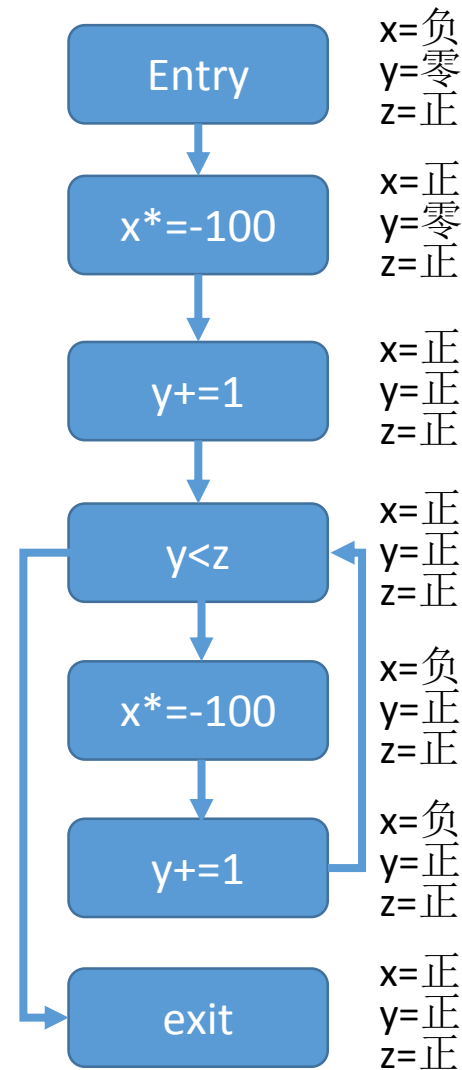 Entry
x=负
y=零
z=正
x*=-100
x=正
y=零
z=正
y+=1
x=正
y=正
z=正
y<z
x=正
y=正
z=正
x*=-100
x=负
y=正
z=正
y+=1
x=负
y=正
z=正
exit
x=正
y=正
z=正